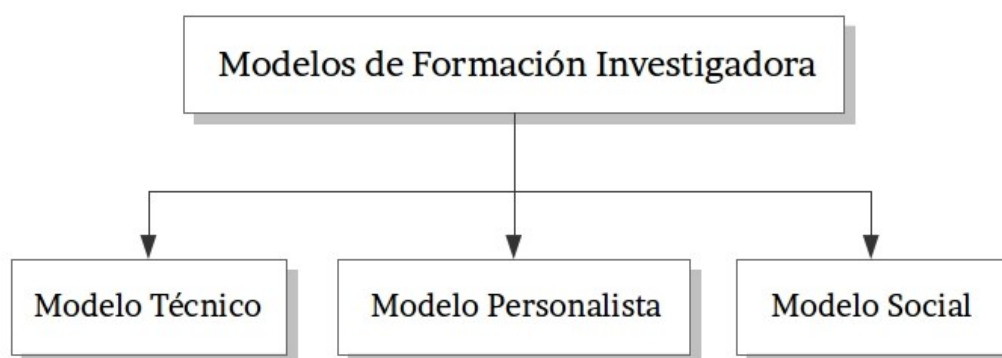 Modelos de Formación Investigadora
Modelo Técnico
Modelo Personalista
Modelo Social